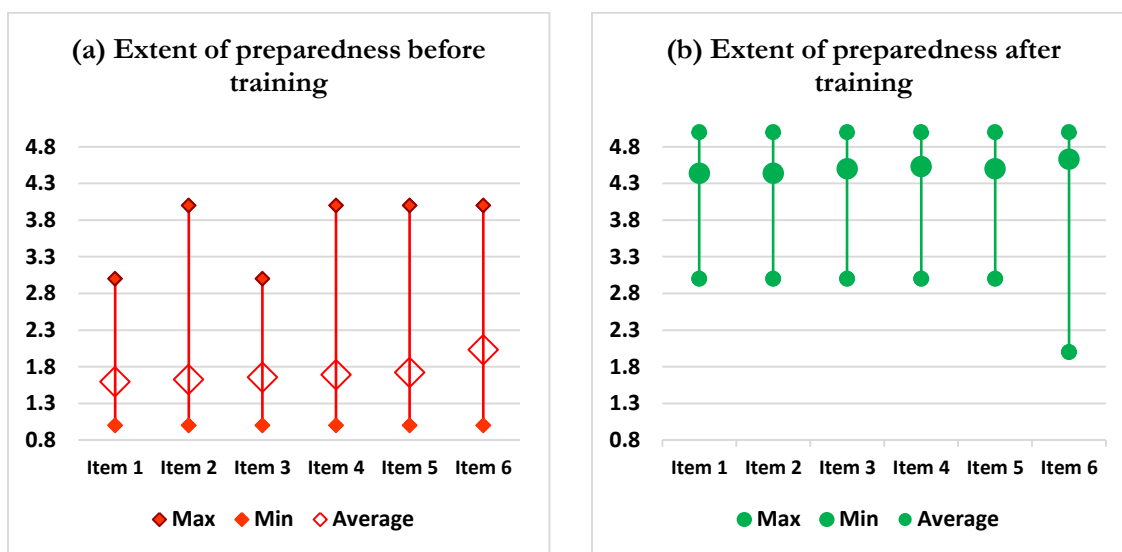 (a) Extent of preparedness before
training
4.8
4.3
3.8
3.3
2.8
2.3
1.8
1.3
0.8
Item 1 Item 2 Item 3 Item 4 Item 5 Item 6
Max Min Average
(b) Extent of preparedness after
training
4.8
4.3
3.8
3.3
2.8
2.3
1.8
1.3
0.8
Item 1 Item 2 Item 3 Item 4 Item 5 Item 6
Max Min Average